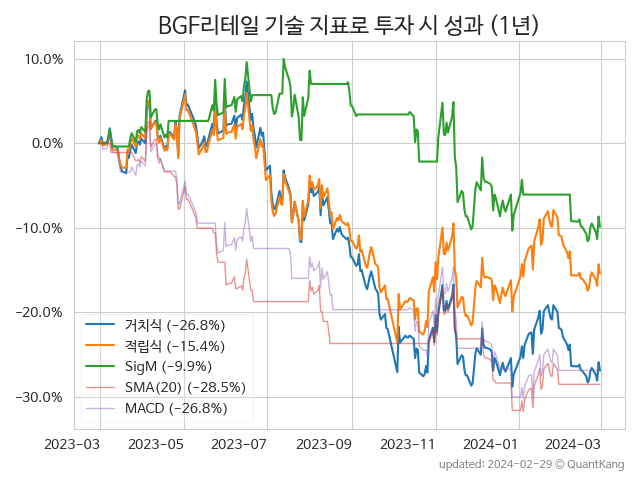 BGF리테일 기술 지표로 투자 시 성과 (1년)
10.0%
0.0%
−10.0%
−20.0%
−30.0%
거치식 (−26.8%)
적립식 (−15.4%)
SigM (−9.9%)
SMA(20) (−28.5%)
MACD (−26.8%)
2023-03 2023-05 2023-07 2023-09 2023-11 2024-01 2024-03
updated: 2024-02-29 ⓒ QuantKang